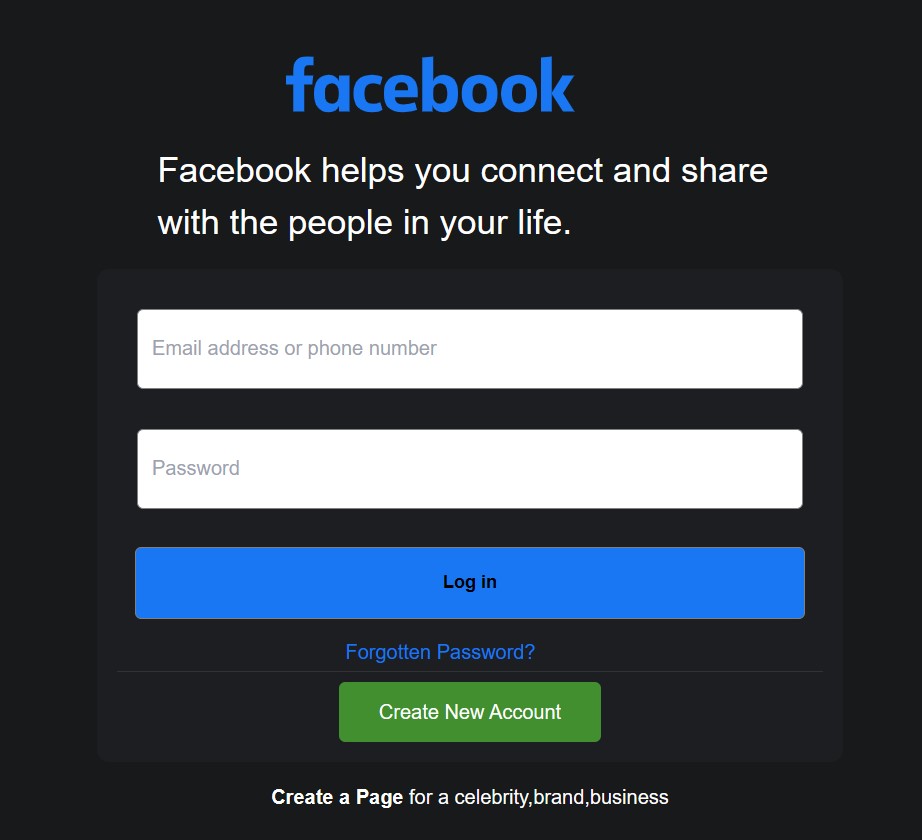 facebook
Facebook helps you connect and share
with the people in your life.
Email address or phone number
Password
Log in
Forgotten Password?
Create New Account
Create a Page for a celebrity,brand,business